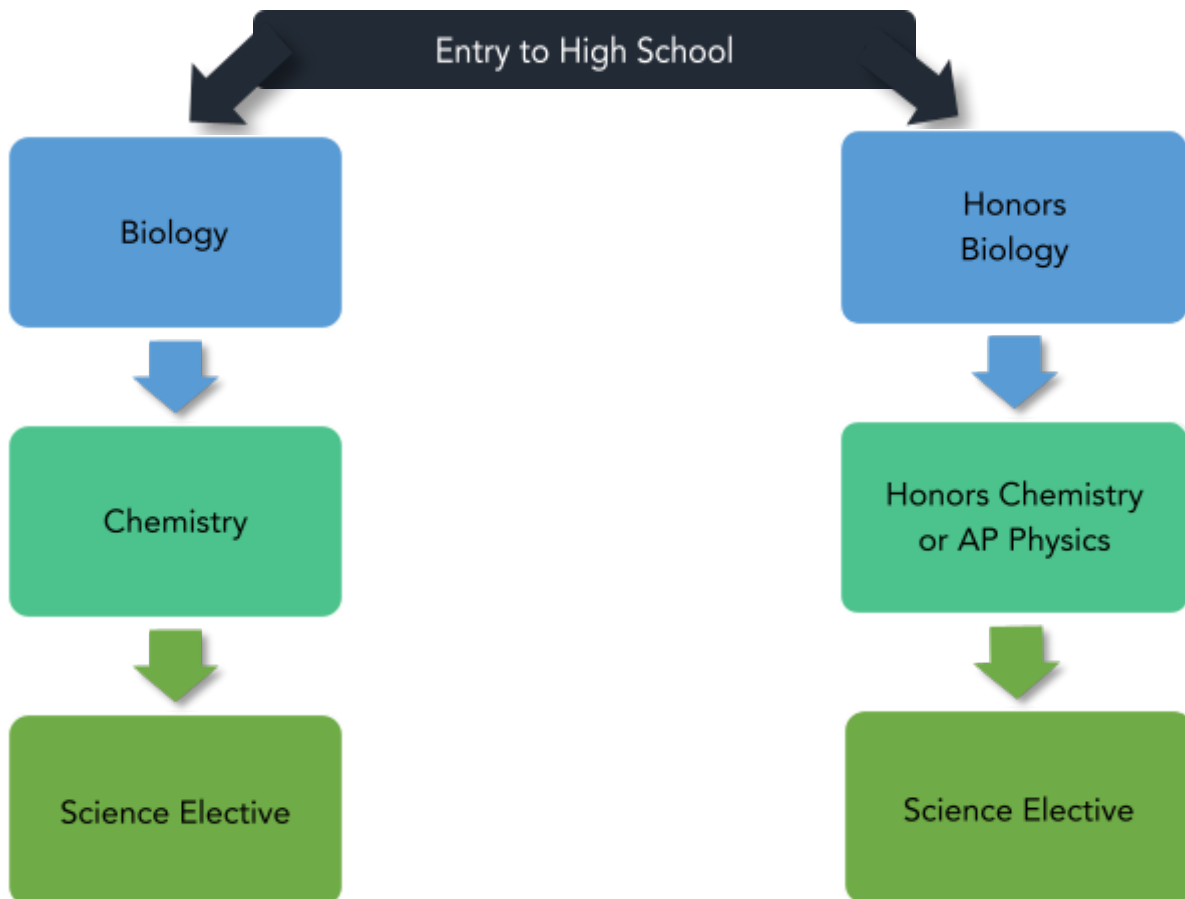 Entry to High School
Biology
Honors
Biology
Chemistry
Honors Chemistry
or AP Physics
Science Elective
Science Elective